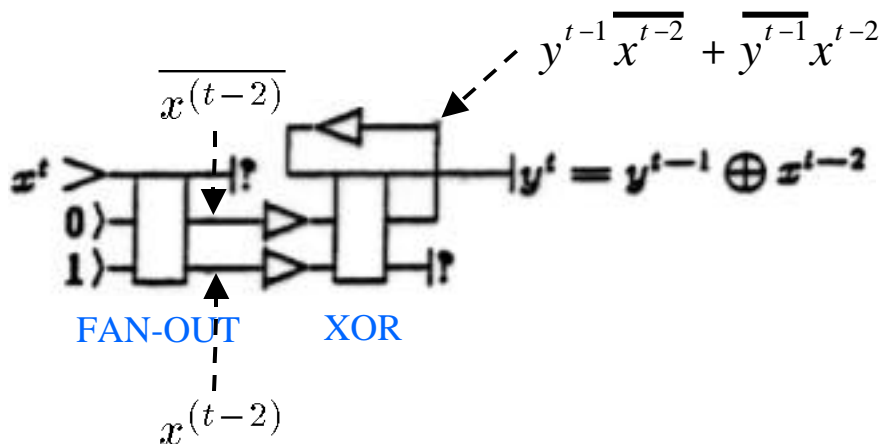 y^{t-1} \overline{x^{t-2}} + \overline{y^{t-1}} x^{t-2}
\overline{x^{(t-2)}}
x^t
?
|y^t = y^{t-1} ⊕ x^{t-2}
0
1
?
FAN-OUT
XOR
x^{(t-2)}